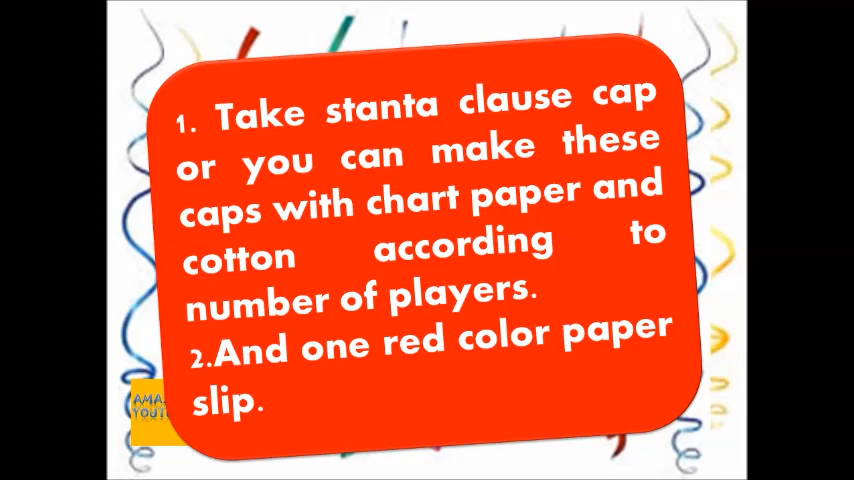 1. Take stanta clause cap
or you can make these
caps with chart paper and
cotton according to
number of players.
2.And one red color paper
slip.